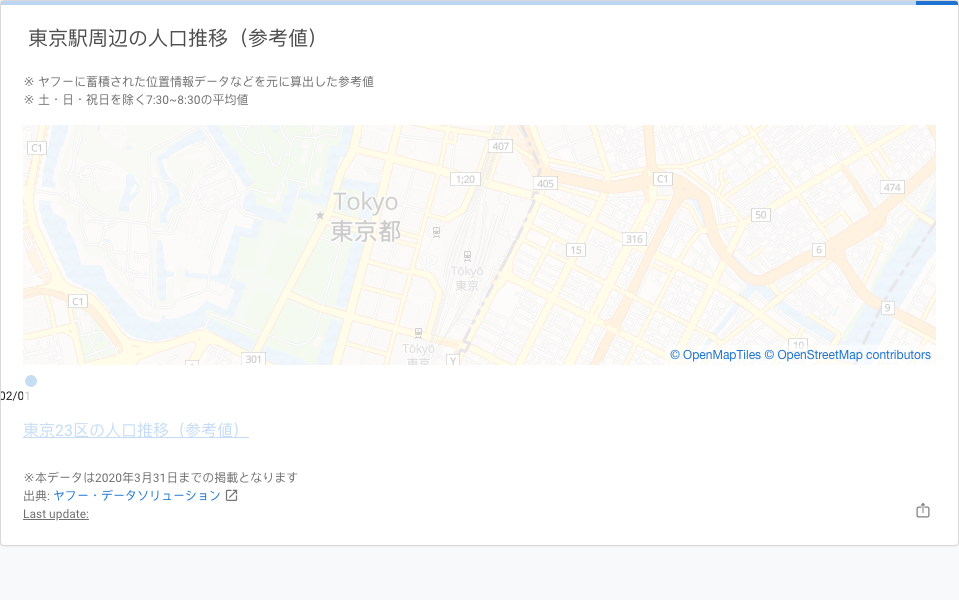 東京駅周辺の人口推移（参考値）
※ ヤフーに蓄積された位置情報データなどを元に算出した参考値
※ 土・日・祝日を除く7:30~8:30の平均値
C1
407
1;20
405
C1
474
Tokyo
東京都
50
316
15
6
Tōkyō
東京
C1
9
10
301
Tōkyō
東京
Y
© OpenMapTiles © OpenStreetMap contributors
02/01
東京23区の人口推移（参考値）
※本データは2020年3月31日までの掲載となります
出典: ヤフー・データソリューション
Last update: